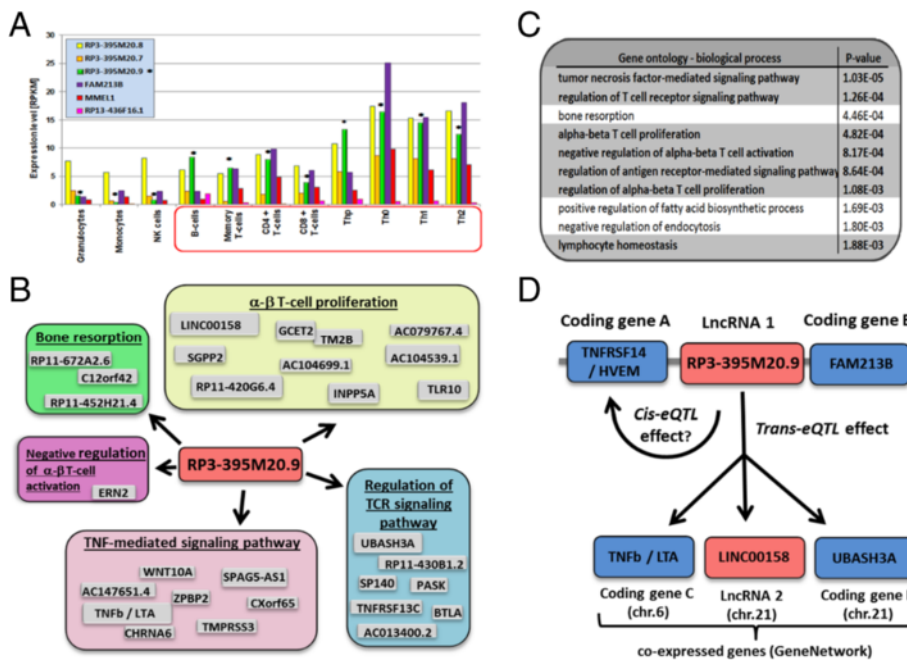 A
Expression level [RPKM]
30
25
20
15
10
5
0
RP3-395M20.8
RP3-395M20.7
RP3-395M20.9 *
FAM213B
MMEL1
RP13-436F16.1
Granulocytes
Monocytes
NK cells
B-cells
Memory
T-cells
CD4 +
T-cells
CD8 +
T-cells
Thp
Th0
Th1
Th2
C
Gene ontology - biological process P-value
tumor necrosis factor-mediated signaling pathway 1.03E-05
regulation of T cell receptor signaling pathway 1.26E-04
bone resorption 4.46E-04
alpha-beta T cell proliferation 4.82E-04
negative regulation of alpha-beta T cell activation 8.17E-04
regulation of antigen receptor-mediated signaling pathway 8.64E-04
regulation of alpha-beta T cell proliferation 1.08E-03
positive regulation of fatty acid biosynthetic process 1.69E-03
negative regulation of endocytosis 1.80E-03
lymphocyte homeostasis 1.88E-03
B
Bone resorption
RP11-672A2.6
C12orf42
RP11-452H21.4
α-β T-cell proliferation
LINC00158
GCET2
TM2B
AC079767.4
SGPP2
AC104699.1
AC104539.1
RP11-420G6.4
INPP5A
TLR10
Negative regulation
of α-βT-cell
activation
ERN2
RP3-395M20.9
TNF-mediated signaling pathway
WNT10A
SPAG5-AS1
AC147651.4
ZPBP2
CXorf65
TNFb / LTA
TMPRSS3
CHRNA6
Regulation of
TCR signaling
pathway
UBASH3A
RP11-430B1.2
SP140
PASK
TNFRSF13C
BTLA
AC013400.2
D
Coding gene A LncRNA 1 Coding gene B
TNFRSF14
/ HVEM
RP3-395M20.9
FAM213B
Cis-eQTL
effect?
Trans-eQTL effect
TNFb / LTA
LINC00158
UBASH3A
Coding gene C
(chr.6)
LncRNA 2
(chr.21)
Coding gene
(chr.21)
co-expressed genes (GeneNetwork)